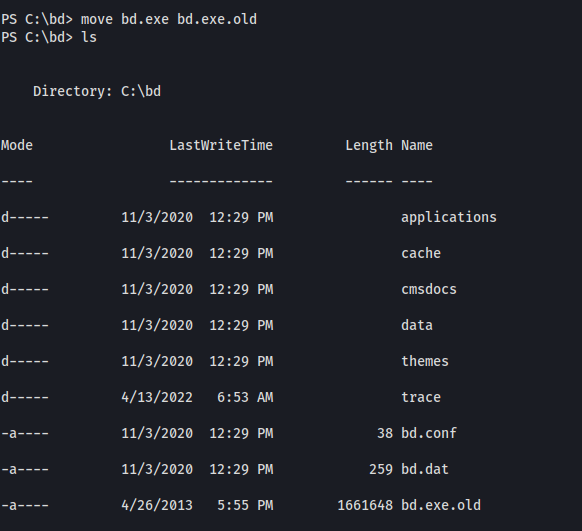 PS C:\bd> move bd.exe bd.exe.old
PS C:\bd> ls
Directory: C:\bd
Mode LastWriteTime Length Name
---- ------------- ------ ----
d----- 11/3/2020 12:29 PM applications
d----- 11/3/2020 12:29 PM cache
d----- 11/3/2020 12:29 PM cmsdocs
d----- 11/3/2020 12:29 PM data
d----- 11/3/2020 12:29 PM themes
d----- 4/13/2022 6:53 AM trace
-a---- 11/3/2020 12:29 PM 38 bd.conf
-a---- 11/3/2020 12:29 PM 259 bd.dat
-a---- 4/26/2013 5:55 PM 1661648 bd.exe.old